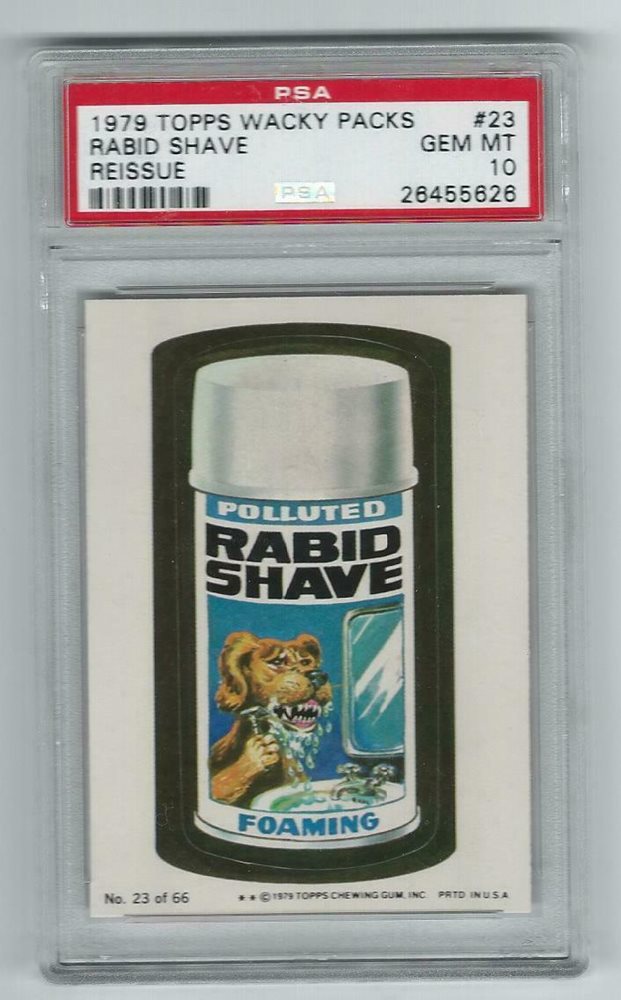 PSA
1979 TOPPS WACKY PACKS #23
RABID SHAVE GEM MT
REISSUE 10
PSA 26455626
POLLUTED
RABID
SHAVE
FOAMING
No. 23 of 66 ★★ © 1979 TOPPS CHEWING GUM, INC. PRTD IN U.S.A.